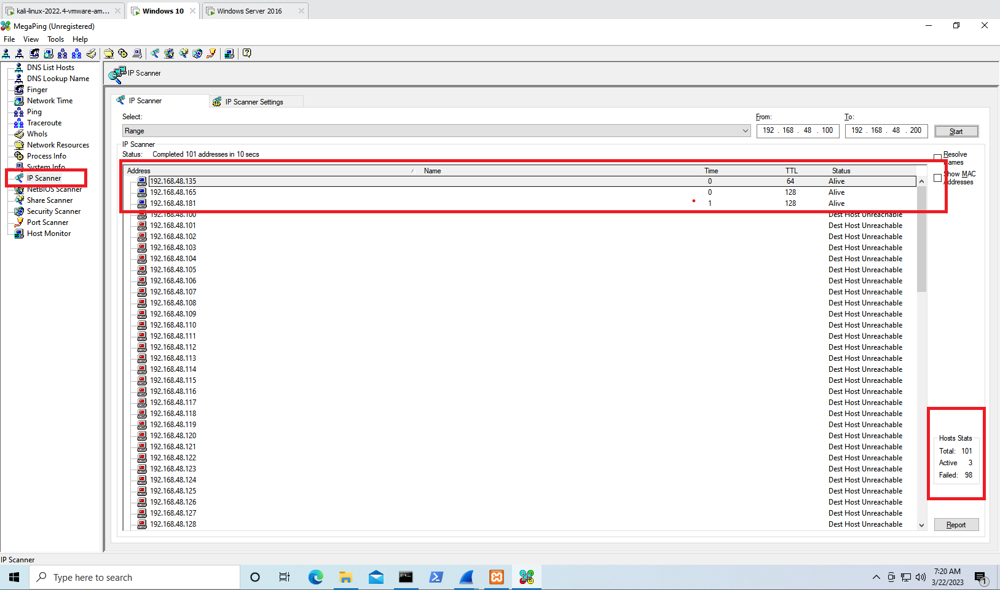 kali-linux-2022.4-vmware-am...
Windows 10
Windows Server 2016
MegaPing (Unregistered)
File View Tools Help
DNS List Hosts
DNS Lookup Name
Finger
Network Time
Ping
Traceroute
WhoIs
Network Resources
Process Info
System Info
IP Scanner
NetBIOS Scanner
Share Scanner
Security Scanner
Port Scanner
Host Monitor
IP Scanner
IP Scanner
IP Scanner Settings
Select:
From:
To:
Range
192 . 168 . 48 . 100
192 . 168 . 48 . 200
Start
IP Scanner
Status: Completed 101 addresses in 10 secs
Resolve
Names
Show MAC
Addresses
Address Name Time TTL Status
192.168.48.135 0 64 Alive
192.168.48.165 0 128 Alive
192.168.48.181 1 128 Alive
192.168.48.100 Dest Host Unreachable
192.168.48.101 Dest Host Unreachable
192.168.48.102 Dest Host Unreachable
192.168.48.103 Dest Host Unreachable
192.168.48.104 Dest Host Unreachable
192.168.48.105 Dest Host Unreachable
192.168.48.106 Dest Host Unreachable
192.168.48.107 Dest Host Unreachable
192.168.48.108 Dest Host Unreachable
192.168.48.109 Dest Host Unreachable
192.168.48.110 Dest Host Unreachable
192.168.48.111 Dest Host Unreachable
192.168.48.112 Dest Host Unreachable
192.168.48.113 Dest Host Unreachable
192.168.48.114 Dest Host Unreachable
192.168.48.115 Dest Host Unreachable
192.168.48.116 Dest Host Unreachable
192.168.48.117 Dest Host Unreachable
192.168.48.118 Dest Host Unreachable
192.168.48.119 Dest Host Unreachable
192.168.48.120 Dest Host Unreachable
192.168.48.121 Dest Host Unreachable
192.168.48.122 Dest Host Unreachable
192.168.48.123 Dest Host Unreachable
192.168.48.124 Dest Host Unreachable
192.168.48.125 Dest Host Unreachable
192.168.48.126 Dest Host Unreachable
192.168.48.127 Dest Host Unreachable
192.168.48.128 Dest Host Unreachable
Hosts Stats
Total: 101
Active 3
Failed: 98
Report
IP Scanner
Type here to search
7:20 AM
3/22/2023
1